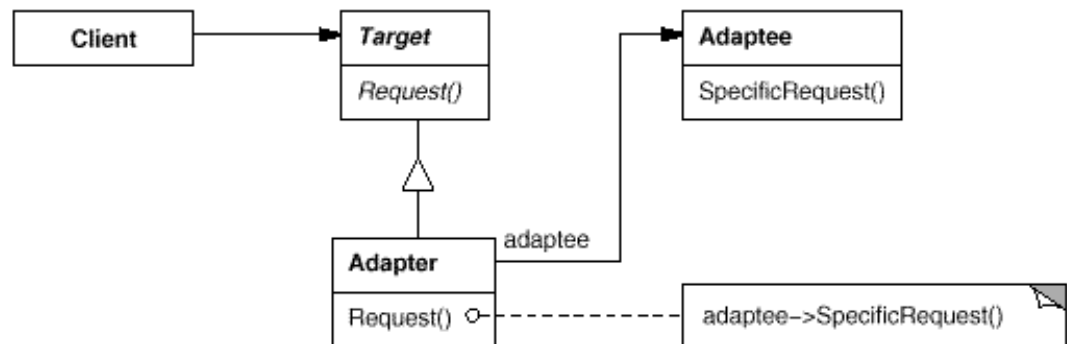 Client
Target
Adaptee
Request()
SpecificRequest()
adaptee
Adapter
Request()
adaptee->SpecificRequest()